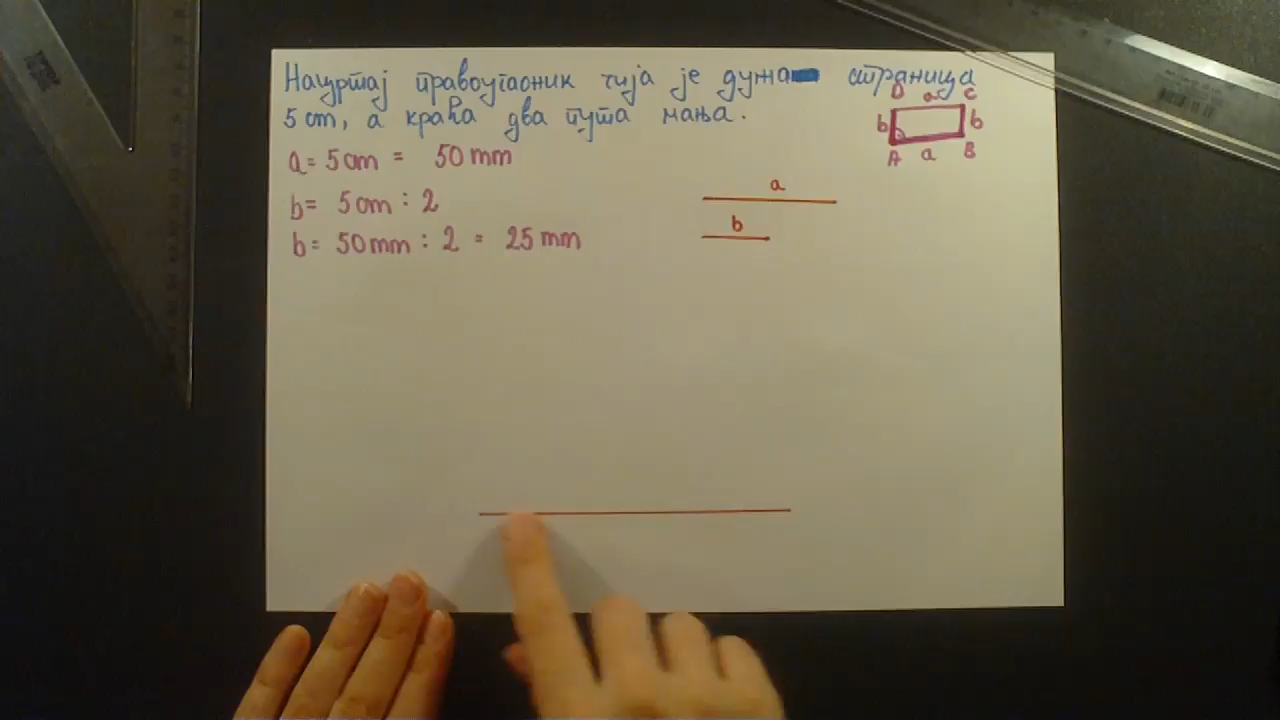 Нацртај правоугаоник чија је дужа страница
5 cm, а краћа два пута мања.
a = 5 cm = 50 mm
b = 5 cm : 2
b = 50 mm : 2 = 25 mm
D a C
b b
A a B
a
b